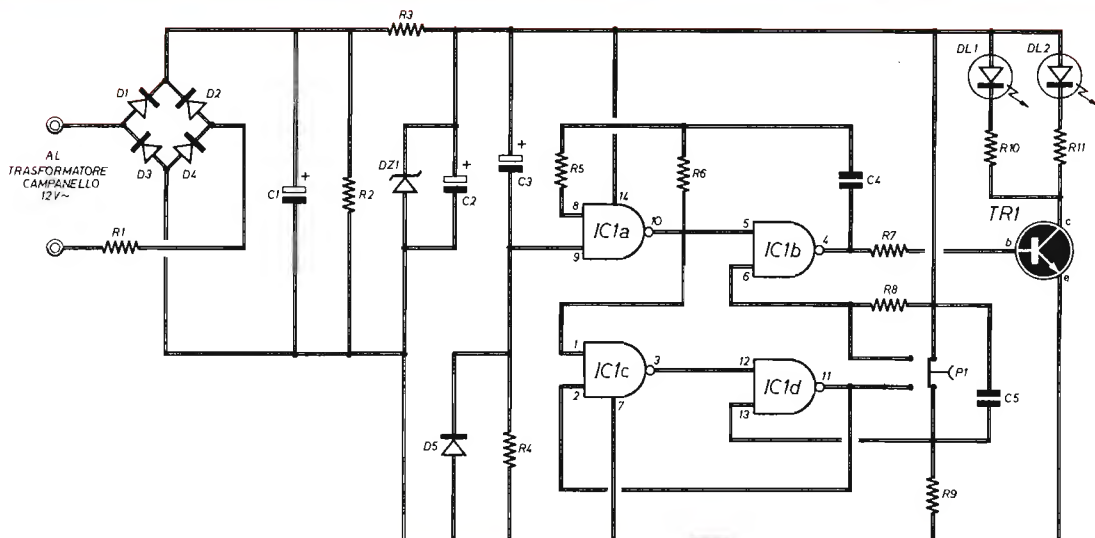 R3
D1
D2
D3
D4
AL
TRASFORMATORE
CAMPANELLO
12V~
R1
C1
+
R2
DZ1
+
C2
+
C3
R5
R6
8
9
14
IC1a
10
C4
5
6
IC1b
4
R7
R8
DL1
DL2
R10
R11
TR1
b
c
e
1
2
IC1c
3
7
12
13
IC1d
11
P1
C5
D5
R4
R9